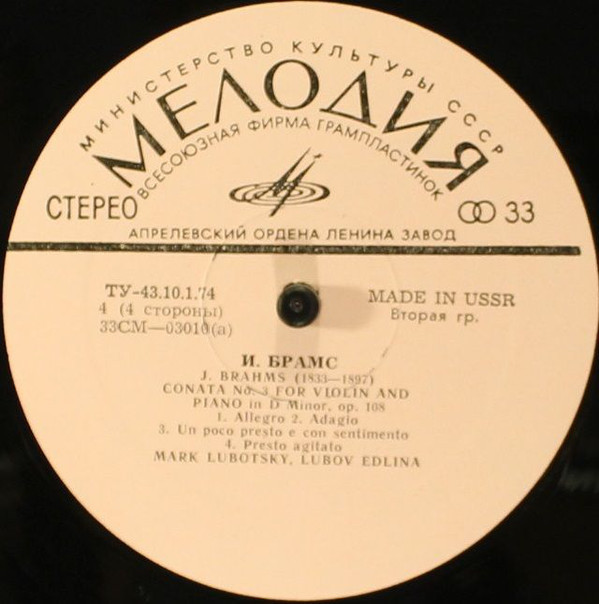 МИНИСТЕРСТВО КУЛЬТУРЫ СССР
МЕЛОДИЯ
ВСЕСОЮЗНАЯ ФИРМА ГРАМПЛАСТИНОК
СТЕРЕО
33
АПРЕЛЕВСКИЙ ОРДЕНА ЛЕНИНА ЗАВОД
ТУ-43.10.1.74
4 (4 стороны)
33СМ—03010(а)
MADE IN USSR
Вторая гр.
И. БРАМС
J. BRAHMS (1833—1897)
CONATA No. 3 FOR VIOLIN AND
PIANO in D Minor, op. 108
1. Allegro 2. Adagio
3. Un poco presto e con sentimento
4. Presto agitato
MARK LUBOTSKY, LUBOV EDLINA